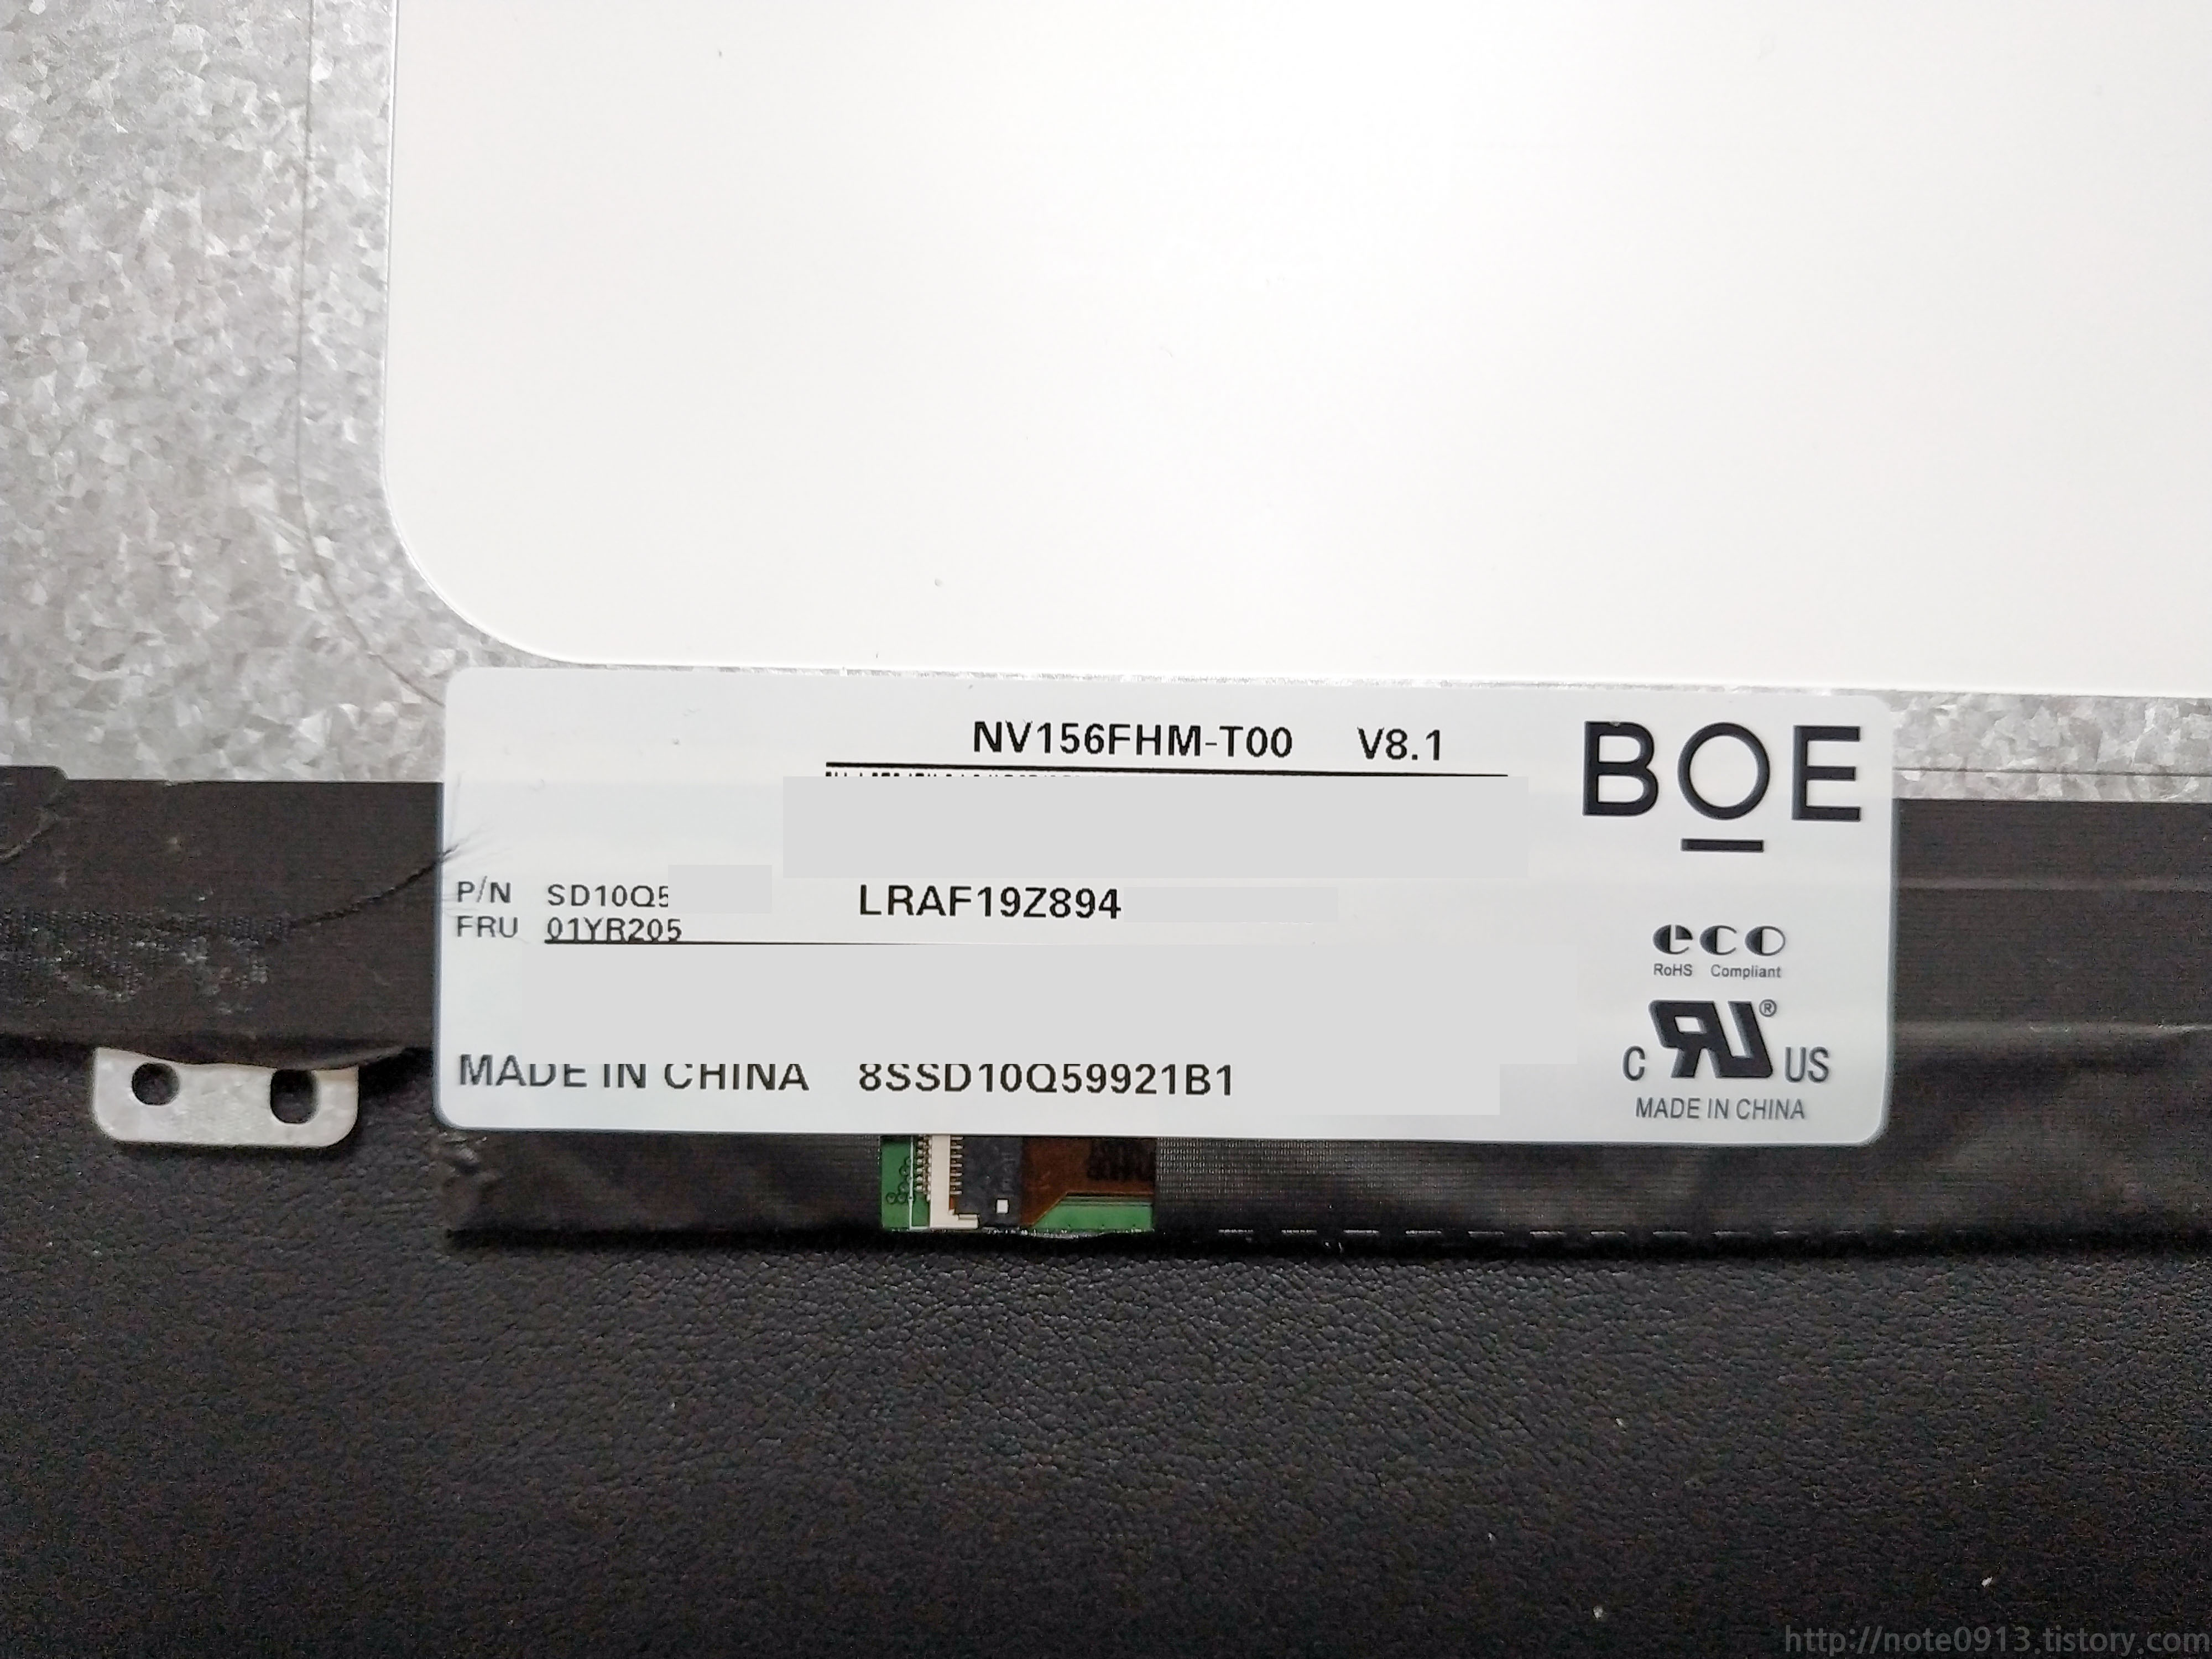 NV156FHM-T00 V8.1
BOE
P/N SD10Q5
LRAF19Z894
FRU 01YR205
eco
RoHS Compliant
MADE IN CHINA 8SSD10Q59921B1
C RU ® US
MADE IN CHINA
http://note0913.tistory.com